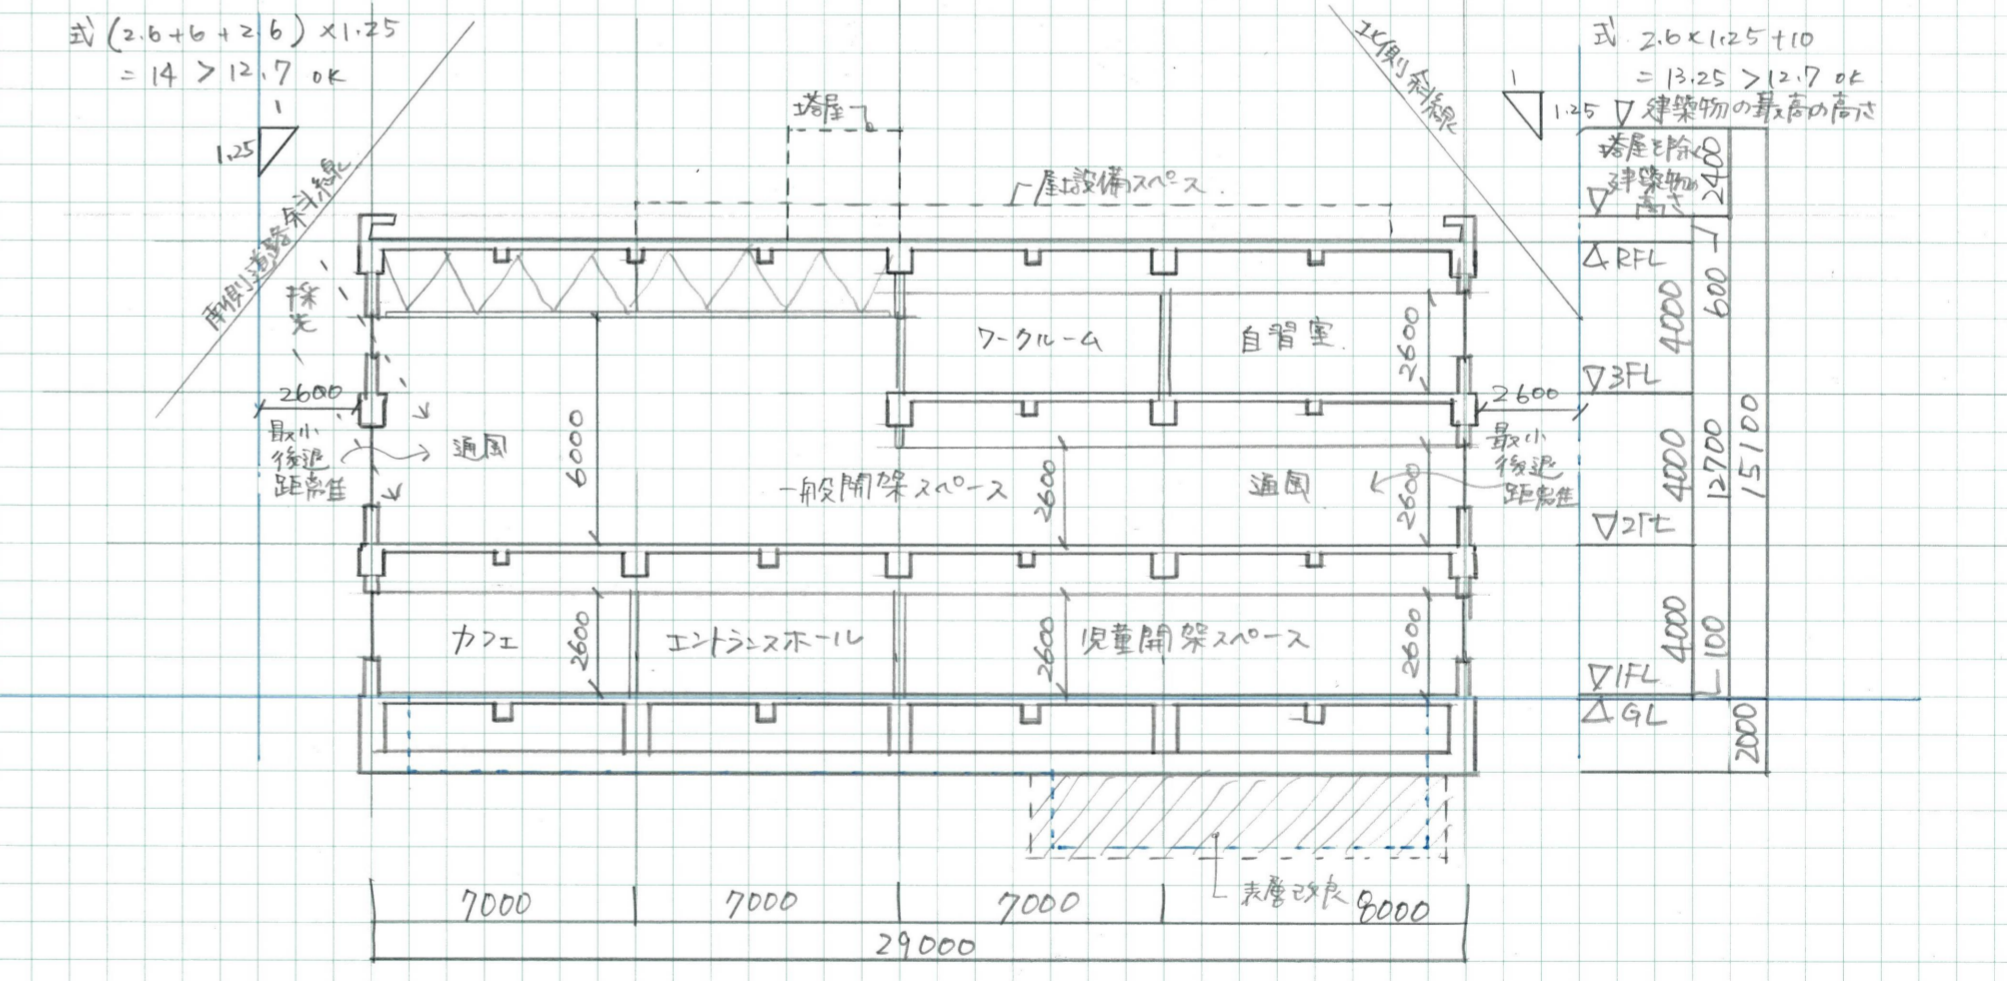 式 (2.6+6+2.6) ×1.25
= 14 > 12.7 OK
1
1.25
南側道路斜線
採光
塔屋
屋上設備スペース
北側斜線
式 2.6×1.25+10
= 13.25 > 12.7 OK
1
1.25
▽ 建築物の最高の高さ
塔屋を除く
建築物の
▽ 高さ
2400
△RFL
600
4000
ワークルーム
自習室
2600
▽3FL
2600
最小
後退
距離
通風
6000
一般開架スペース
2600
通風
2600
2600
最小
後退
距離
4000
12700
15100
▽2FL
カフェ
2600
エントランスホール
2600
児童開架スペース
2600
4000
100
▽1FL
△GL
2000
表層改良
7000
7000
7000
8000
29000